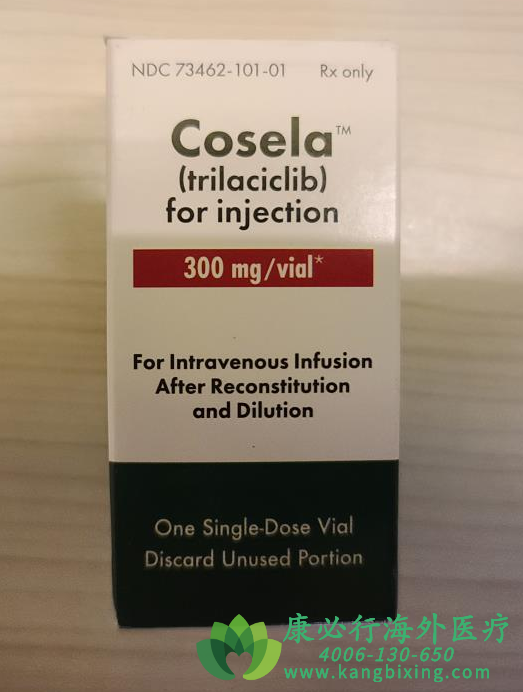 NDC 73462-101-01 Rx only
Cosela™
(trilaciclib)
for injection
300 mg/vial*
For Intravenous Infusion
After Reconstitution
and Dilution
One Single-Dose Vial
Discard Unused Portion
康必行海外医疗
4006-130-650
www.kangbixing.com